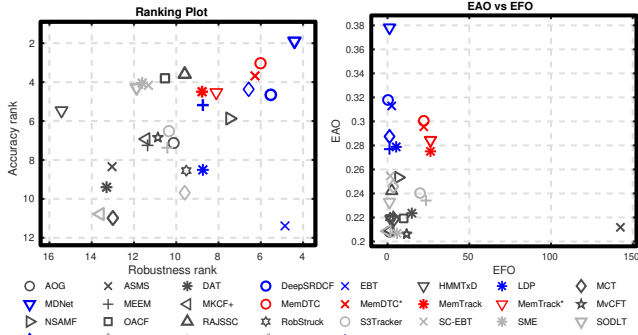 Ranking Plot
EAO vs EFO
Accuracy rank
2
4
6
8
10
12
16 14 12 10 8 6 4
Robustness rank
EAO
0.38
0.36
0.34
0.32
0.3
0.28
0.26
0.24
0.22
0.2
0 50 100 150
EFO
AOG ASMS DAT DeepSRDCF EBT HMMTxD LDP MCT
MDNet MEEM MKCF+ MemDTC MemDTC* MemTrack MemTrack* MvCFT
NSAMF OACF RAJSSC RobStruck S3Tracker SC-EBT SME SODLT